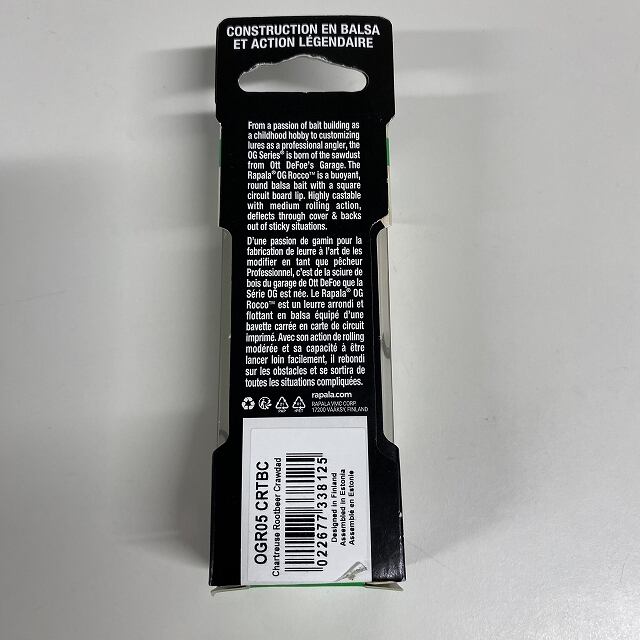 CONSTRUCTION EN BALSA
ET ACTION LÉGENDAIRE
From a passion of bait building as
a childhood hobby to customizing
lures as a professional angler, the
OG Series® is born of the sawdust
from Ott DeFoe's Garage. The
Rapala® OG Rocco™ is a buoyant,
round balsa bait with a square
circuit board lip. Highly castable
with medium rolling action,
deflects through cover & backs
out of sticky situations.
D'une passion de gamin pour la
fabrication de leurre à l'art de les
modifier en tant que pêcheur
Professionnel, c'est de la sciure de
bois du garage de Ott DeFoe que la
Série OG est née. Le Rapala® OG
Rocco™ est un leurre arrondi et
flottant en balsa équipé d'une
bavette carrée en carte de circuit
imprimé. Avec son action de rolling
modérée et sa capacité à être
lancer loin facilement, il rebondi
sur les obstacles et se sortira de
toutes les situations compliquées.
rapala.com
RAPALA VMC CORP.
17200 VÄÄKSY, FINLAND
OGR05 CRTBC
Chartreuse Rootbeer Crawdad
022677 338125
Designed in Finland
Assembled in Estonia
Assemble en Estonie